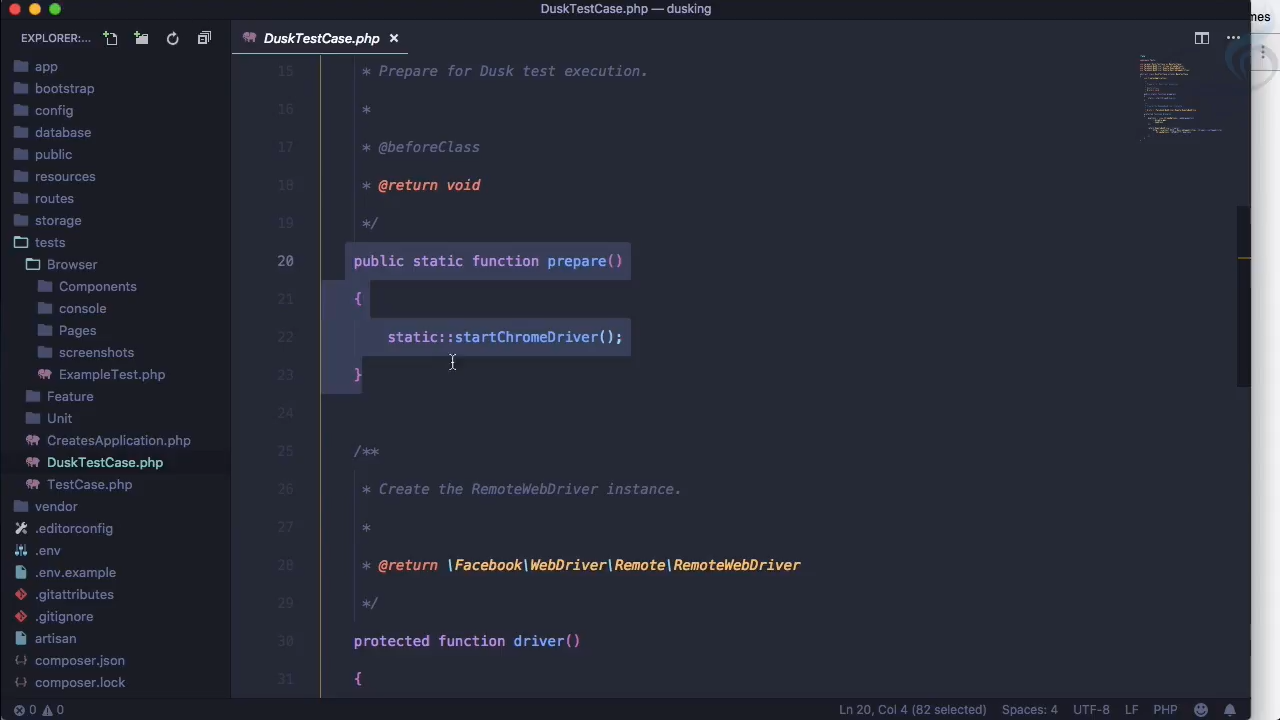 DuskTestCase.php — dusking
mes
EXPLORER:...
DuskTestCase.php ×
app
bootstrap
config
database
public
resources
routes
storage
tests
Browser
Components
console
Pages
screenshots
ExampleTest.php
Feature
Unit
CreatesApplication.php
DuskTestCase.php
TestCase.php
vendor
.editorconfig
.env
.env.example
.gitattributes
.gitignore
artisan
composer.json
composer.lock
15 * Prepare for Dusk test execution.
16 *
17 * @beforeClass
18 * @return void
19 */
20 public static function prepare()
21 {
22 static::startChromeDriver();
23 }
24
25 /**
26 * Create the RemoteWebDriver instance.
27 *
28 * @return \Facebook\WebDriver\Remote\RemoteWebDriver
29 */
30 protected function driver()
31 {
0 0
Ln 20, Col 4 (82 selected) Spaces: 4 UTF-8 LF PHP